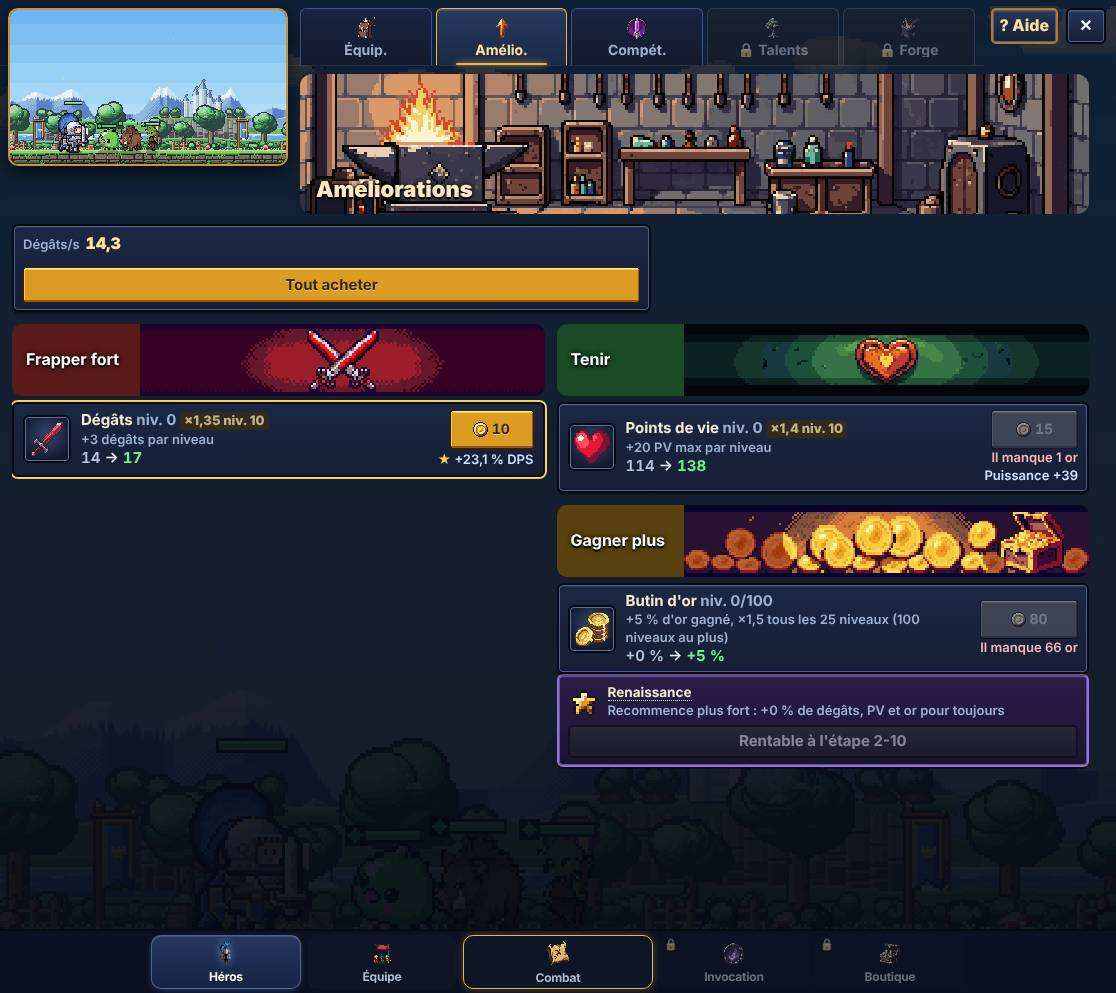 Équip.
Amélio.
Compét.
Talents
Forge
? Aide
×
Améliorations
Dégâts/s 14,3
Tout acheter
Frapper fort
Dégâts niv. 0 ×1,35 niv. 10
+3 dégâts par niveau
14 → 17
10
★ +23,1 % DPS
Tenir
Points de vie niv. 0 ×1,4 niv. 10
+20 PV max par niveau
114 → 138
15
Il manque 1 or
Puissance +39
Gagner plus
Butin d'or niv. 0/100
+5 % d'or gagné, ×1,5 tous les 25 niveaux (100
niveaux au plus)
+0 % → +5 %
80
Il manque 66 or
Renaissance
Recommence plus fort : +0 % de dégâts, PV et or pour toujours
Rentable à l'étape 2-10
Héros
Équipe
Combat
Invocation
Boutique